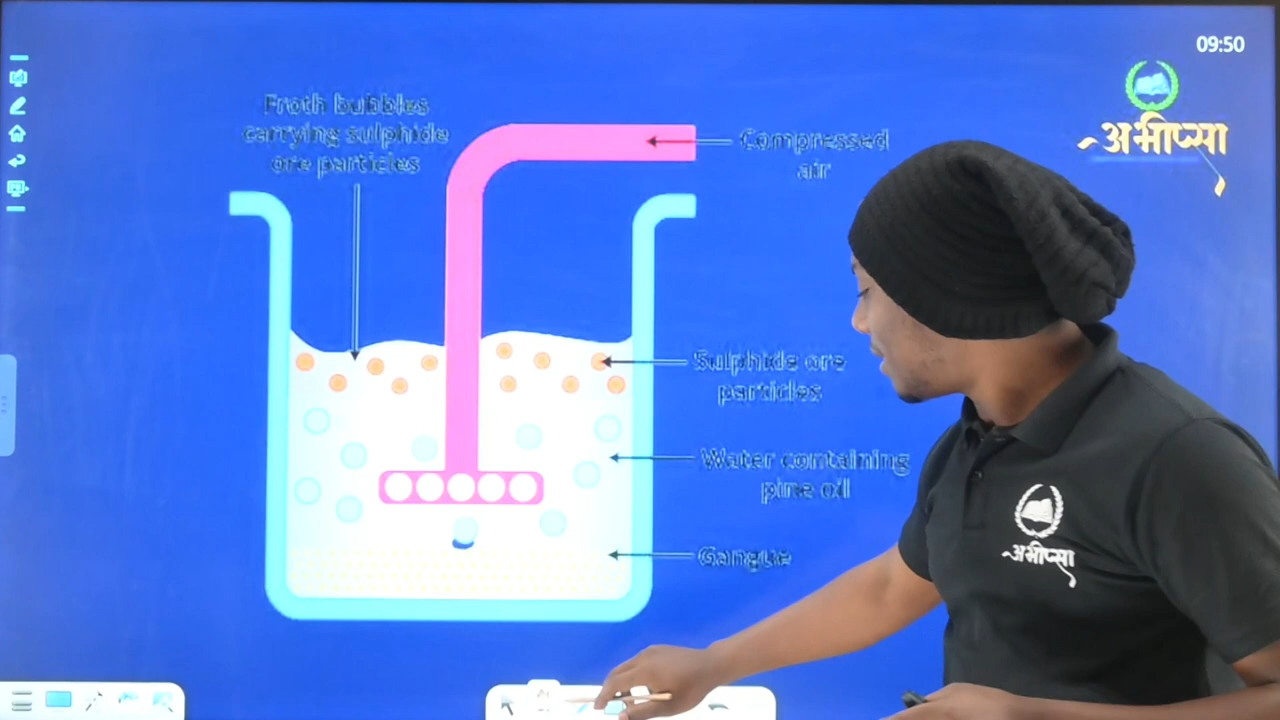 09:50
अभीप्सा
Froth bubbles
carrying sulphide
ore particles
Compressed
air
Sulphide ore
particles
Water containing
pine oil
Gangue
अभीप्सा